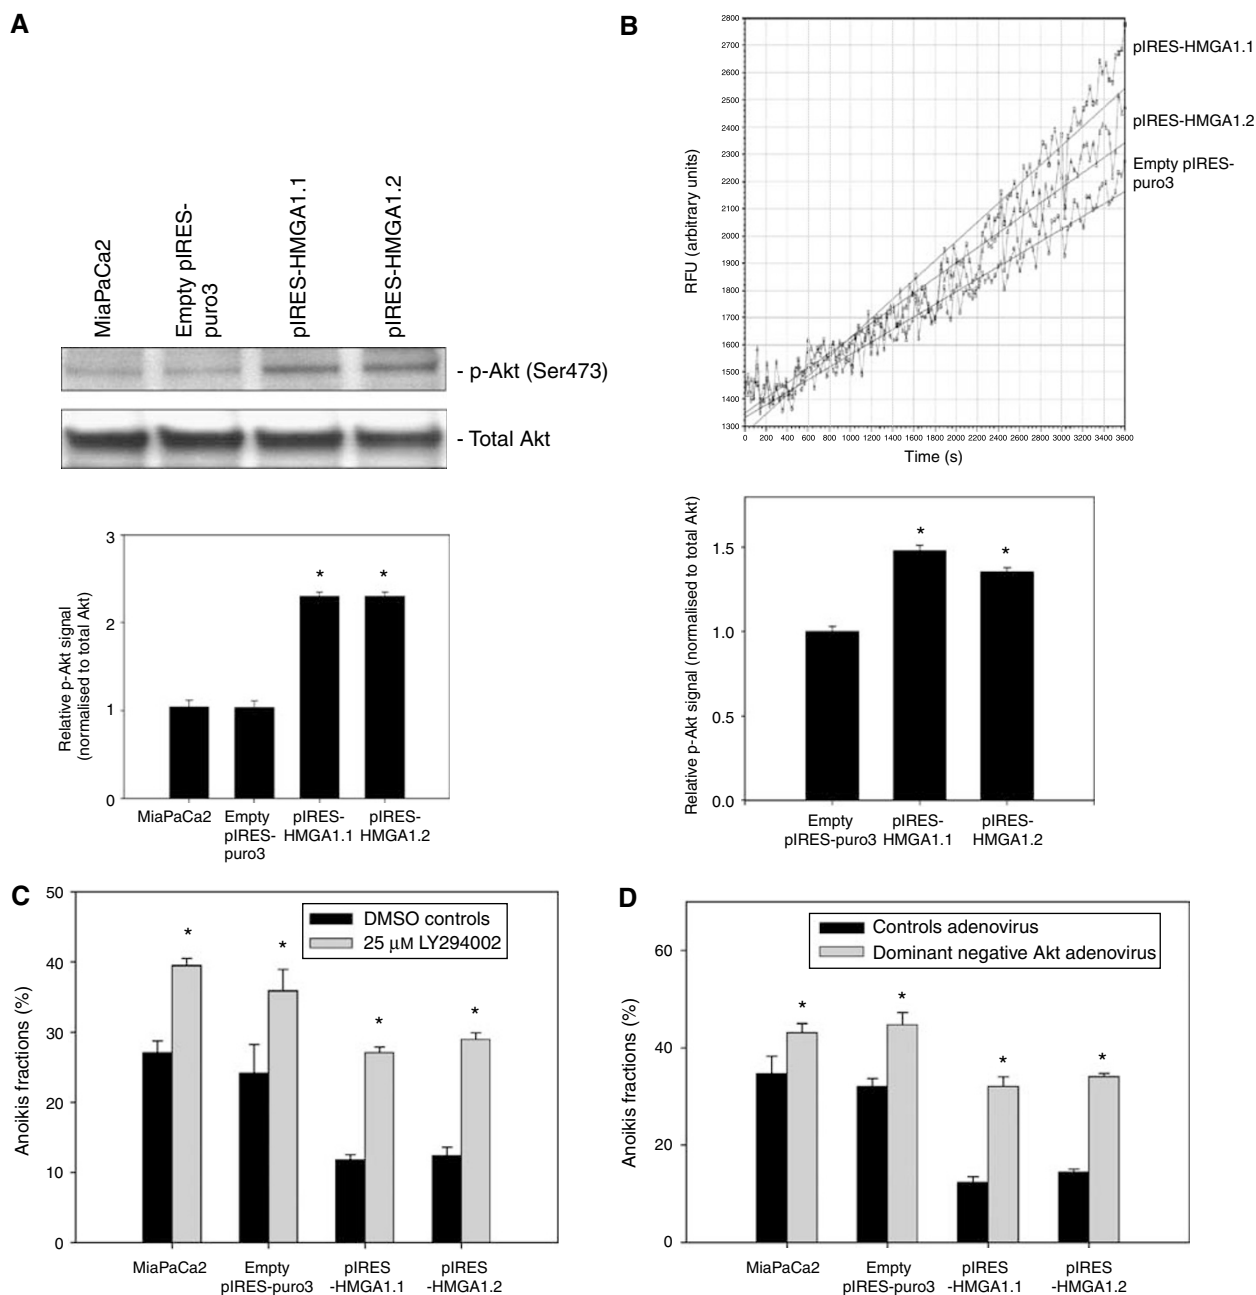 A
MiaPaCa2
Empty pIRES-
puro3
pIRES-HMGA1.1
pIRES-HMGA1.2
- p-Akt (Ser473)
- Total Akt
Relative p-Akt signal
(normalised to total Akt)
3
2
1
0
MiaPaCa2
Empty
pIRES-
puro3
pIRES-
HMGA1.1
pIRES-
HMGA1.2
*
*
B
RFU (arbitrary units)
2800
2700
2600
2500
2400
2300
2200
2100
2000
1900
1800
1700
1600
1500
1400
1300
0 200 400 600 800 1000 1200 1400 1600 1800 2000 2200 2400 2600 2800 3000 3200 3400 3600
Time (s)
pIRES-HMGA1.1
pIRES-HMGA1.2
Empty pIRES-
puro3
Relative p-Akt signal (normalised to total Akt)
1.5
1.0
0.5
0.0
*
*
Empty
pIRES-puro3
pIRES-
HMGA1.1
pIRES-
HMGA1.2
C
Anoikis fractions (%)
50
40
30
20
10
0
DMSO controls
25 μM LY294002
*
*
*
*
MiaPaCa2
Empty
pIRES-puro3
pIRES
-HMGA1.1
pIRES
-HMGA1.2
D
Anoikis fractions (%)
60
40
20
0
Controls adenovirus
Dominant negative Akt adenovirus
*
*
*
*
MiaPaCa2
Empty
pIRES-puro3
pIRES
-HMGA1.1
pIRES
-HMGA1.2